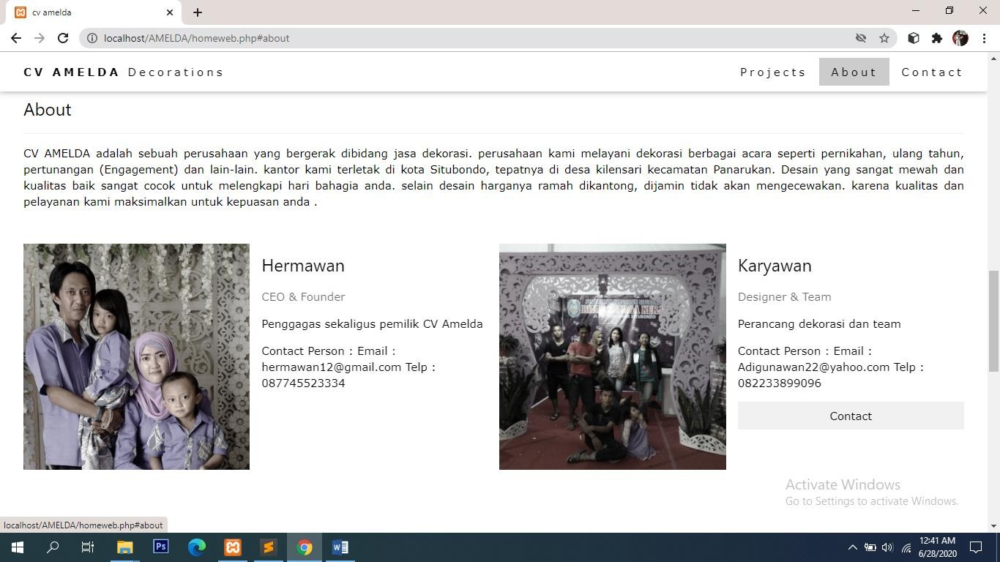 cv amelda
localhost/AMELDA/homeweb.php#about
CV AMELDA Decorations
Projects
About
Contact
About
CV AMELDA adalah sebuah perusahaan yang bergerak dibidang jasa dekorasi. perusahaan kami melayani dekorasi berbagai acara seperti pernikahan, ulang tahun,
pertunangan (Engagement) dan lain-lain. kantor kami terletak di kota Situbondo, tepatnya di desa kilensari kecamatan Panarukan. Desain yang sangat mewah dan
kualitas baik sangat cocok untuk melengkapi hari bahagia anda. selain desain harganya ramah dikantong, dijamin tidak akan mengecewakan. karena kualitas dan
pelayanan kami maksimalkan untuk kepuasan anda .
Hermawan
CEO & Founder
Penggagas sekaligus pemilik CV Amelda
Contact Person : Email :
hermawan12@gmail.com Telp :
087745523334
SITUBONDO
Karyawan
Designer & Team
Perancang dekorasi dan team
Contact Person : Email :
Adigunawan22@yahoo.com Telp :
082233899096
Contact
Activate Windows
Go to Settings to activate Windows.
localhost/AMELDA/homeweb.php#about
Ps
12:41 AM
6/28/2020